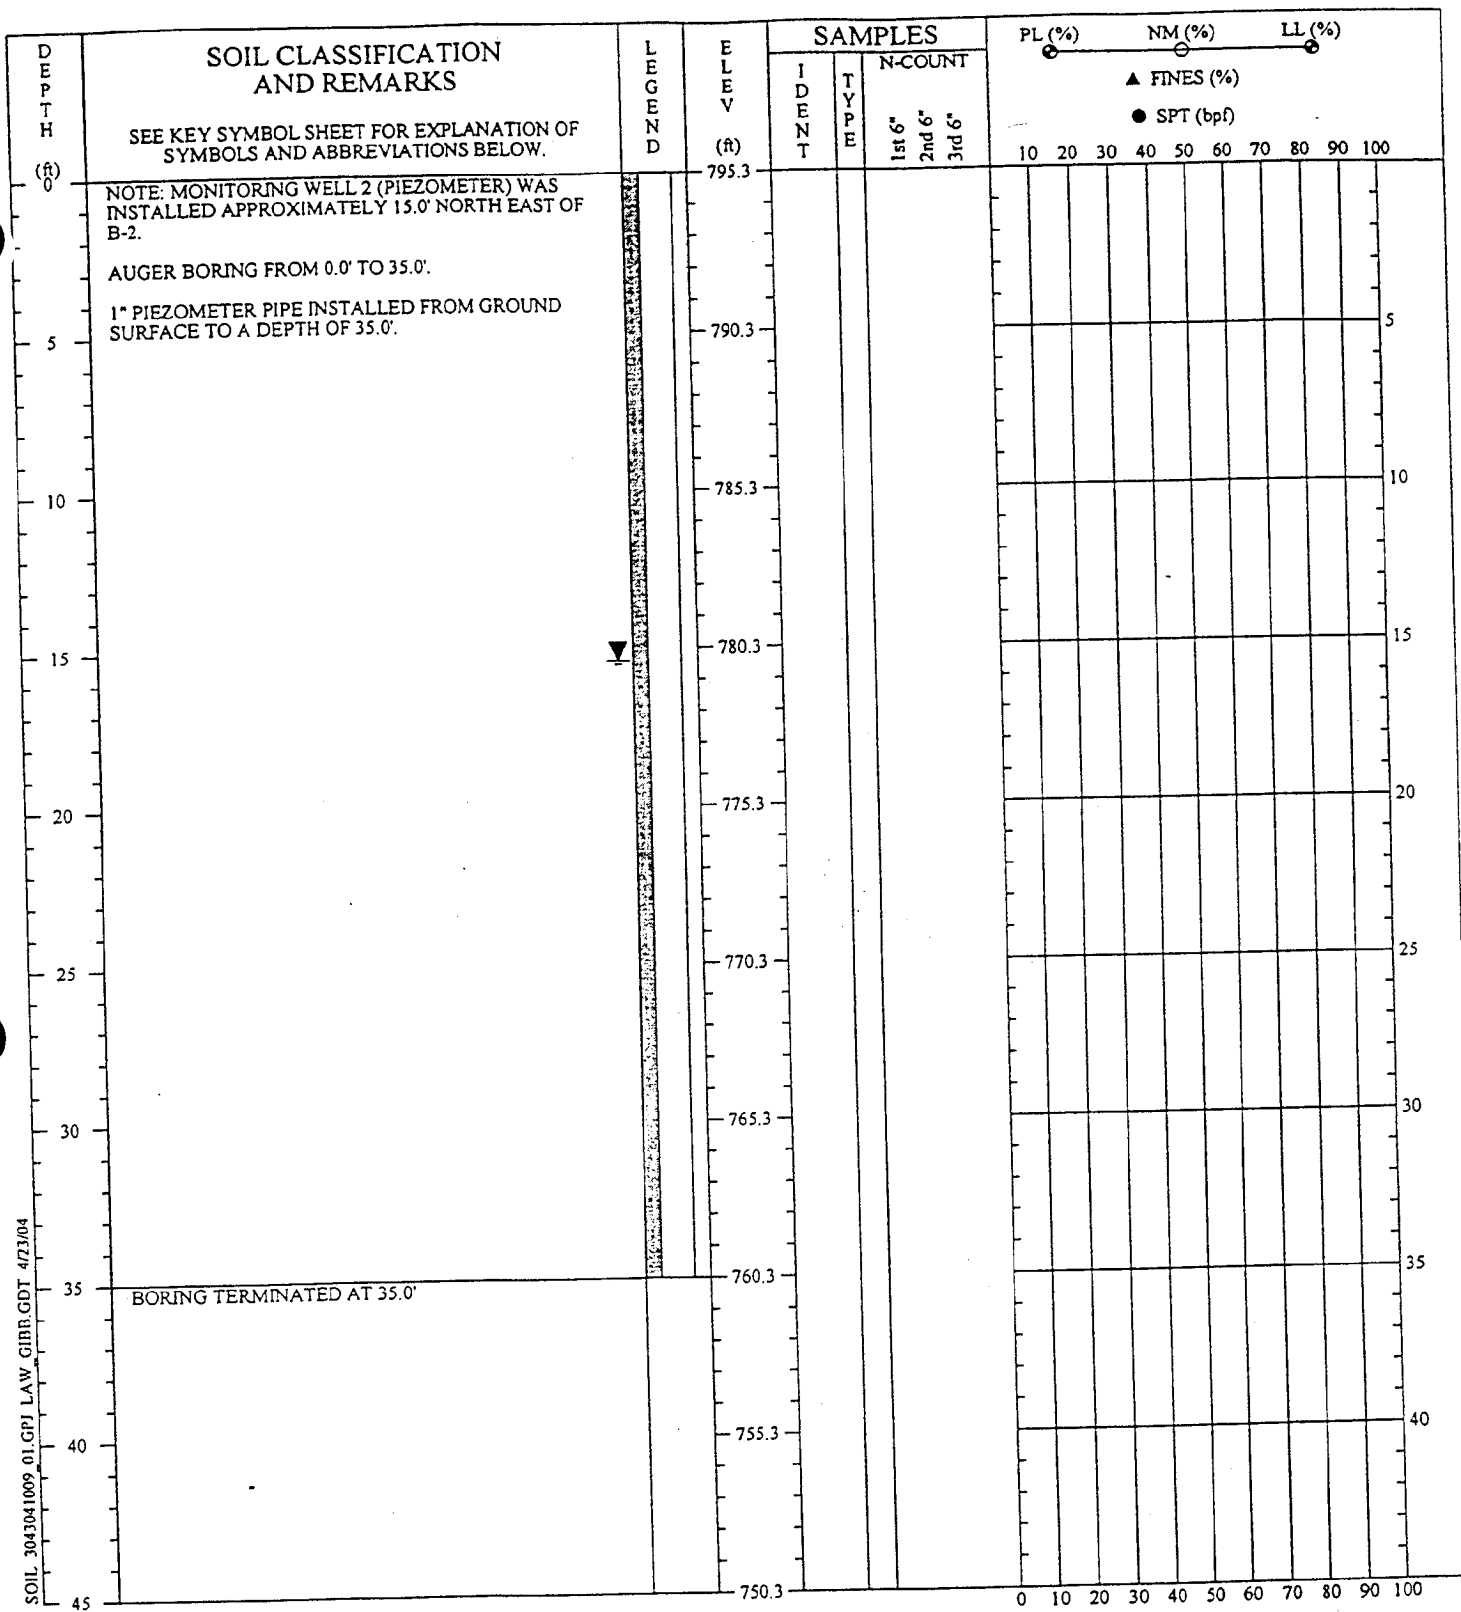 DEPTH
(ft)
SOIL CLASSIFICATION
AND REMARKS
SEE KEY SYMBOL SHEET FOR EXPLANATION OF
SYMBOLS AND ABBREVIATIONS BELOW.
LEGEND
ELEV
(ft)
SAMPLES
IDENT
TYPE
N-COUNT
1st 6"
2nd 6"
3rd 6"
PL (%) NM (%) LL (%)
▲ FINES (%)
● SPT (bpf)
10 20 30 40 50 60 70 80 90 100
0
NOTE: MONITORING WELL 2 (PIEZOMETER) WAS
INSTALLED APPROXIMATELY 15.0' NORTH EAST OF
B-2.
AUGER BORING FROM 0.0' TO 35.0'.
1" PIEZOMETER PIPE INSTALLED FROM GROUND
SURFACE TO A DEPTH OF 35.0'.
795.3
5 790.3 5
10 785.3 10
15 780.3 15
20 775.3 20
25 770.3 25
30 765.3 30
35 760.3 35
BORING TERMINATED AT 35.0'
40 755.3 40
45 750.3
0 10 20 30 40 50 60 70 80 90 100
SOIL 3043041009_01.GPJ LAW_GIBB.GDT 4/23/04